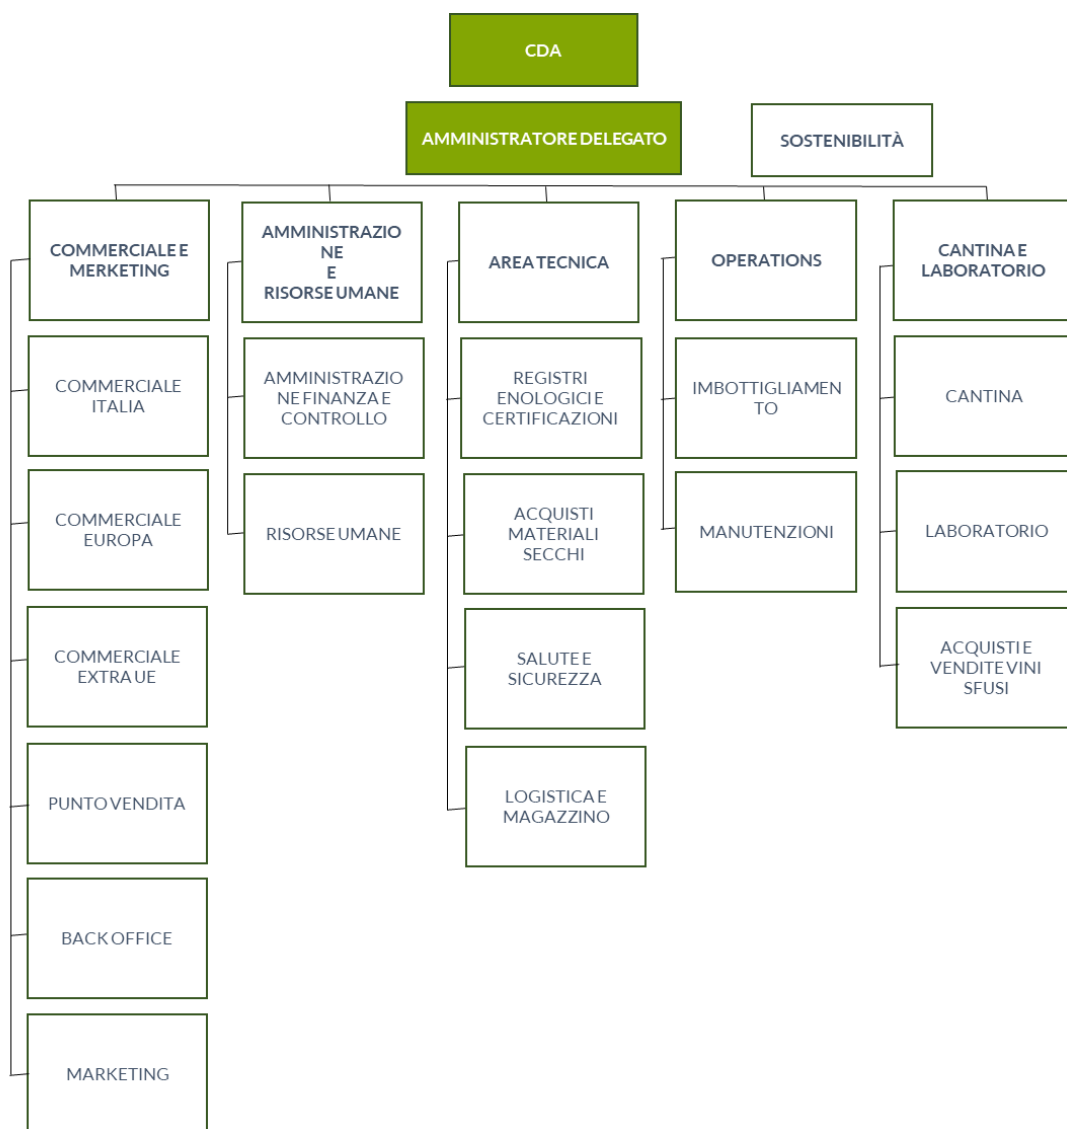 CDA
AMMINISTRATORE DELEGATO
SOSTENIBILITÀ
COMMERCIALE E
MERKETING
AMMINISTRAZIO
NE
E
RISORSE UMANE
AREA TECNICA
OPERATIONS
CANTINA E
LABORATORIO
COMMERCIALE
ITALIA
AMMINISTRAZIO
NE FINANZA E
CONTROLLO
REGISTRI
ENOLOGICI E
CERTIFICAZIONI
IMBOTTIGLIAMEN
TO
CANTINA
COMMERCIALE
EUROPA
RISORSE UMANE
ACQUISTI
MATERIALI
SECCHI
MANUTENZIONI
LABORATORIO
COMMERCIALE
EXTRA UE
SALUTE E
SICUREZZA
ACQUISTI E
VENDITE VINI
SFUSI
PUNTO VENDITA
LOGISTICA E
MAGAZZINO
BACK OFFICE
MARKETING